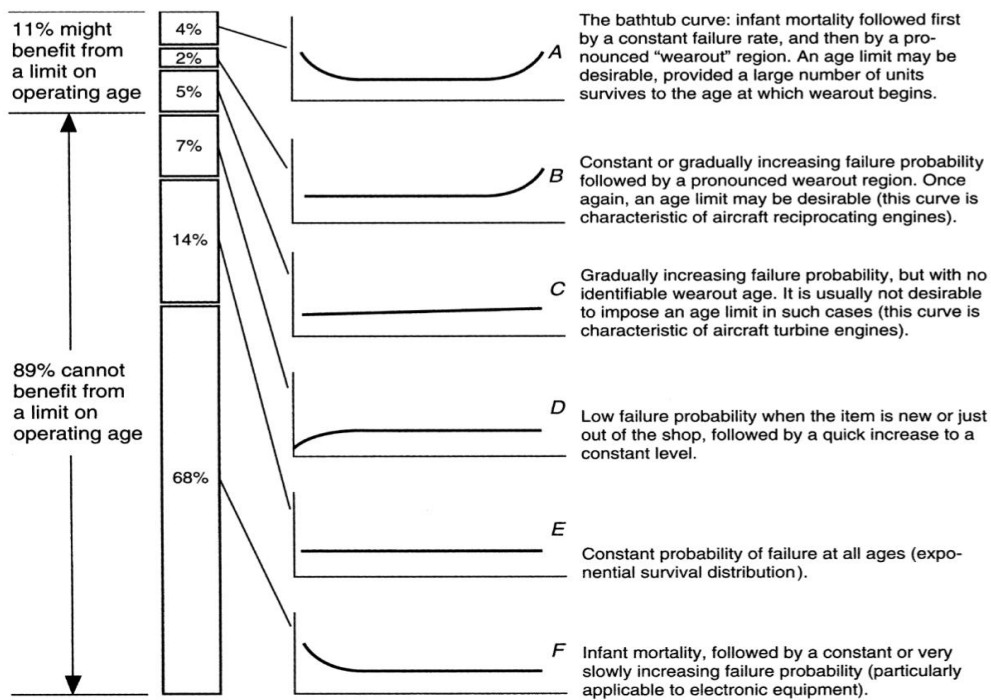 11% might
benefit from
a limit on
operating age
89% cannot
benefit from
a limit on
operating age
4%
2%
5%
7%
14%
68%
A
The bathtub curve: infant mortality followed first
by a constant failure rate, and then by a pro-
nounced “wearout” region. An age limit may be
desirable, provided a large number of units
survives to the age at which wearout begins.
B
Constant or gradually increasing failure probability
followed by a pronounced wearout region. Once
again, an age limit may be desirable (this curve is
characteristic of aircraft reciprocating engines).
C
Gradually increasing failure probability, but with no
identifiable wearout age. It is usually not desirable
to impose an age limit in such cases (this curve is
characteristic of aircraft turbine engines).
D
Low failure probability when the item is new or just
out of the shop, followed by a quick increase to a
constant level.
E
Constant probability of failure at all ages (expo-
nential survival distribution).
F
Infant mortality, followed by a constant or very
slowly increasing failure probability (particularly
applicable to electronic equipment).